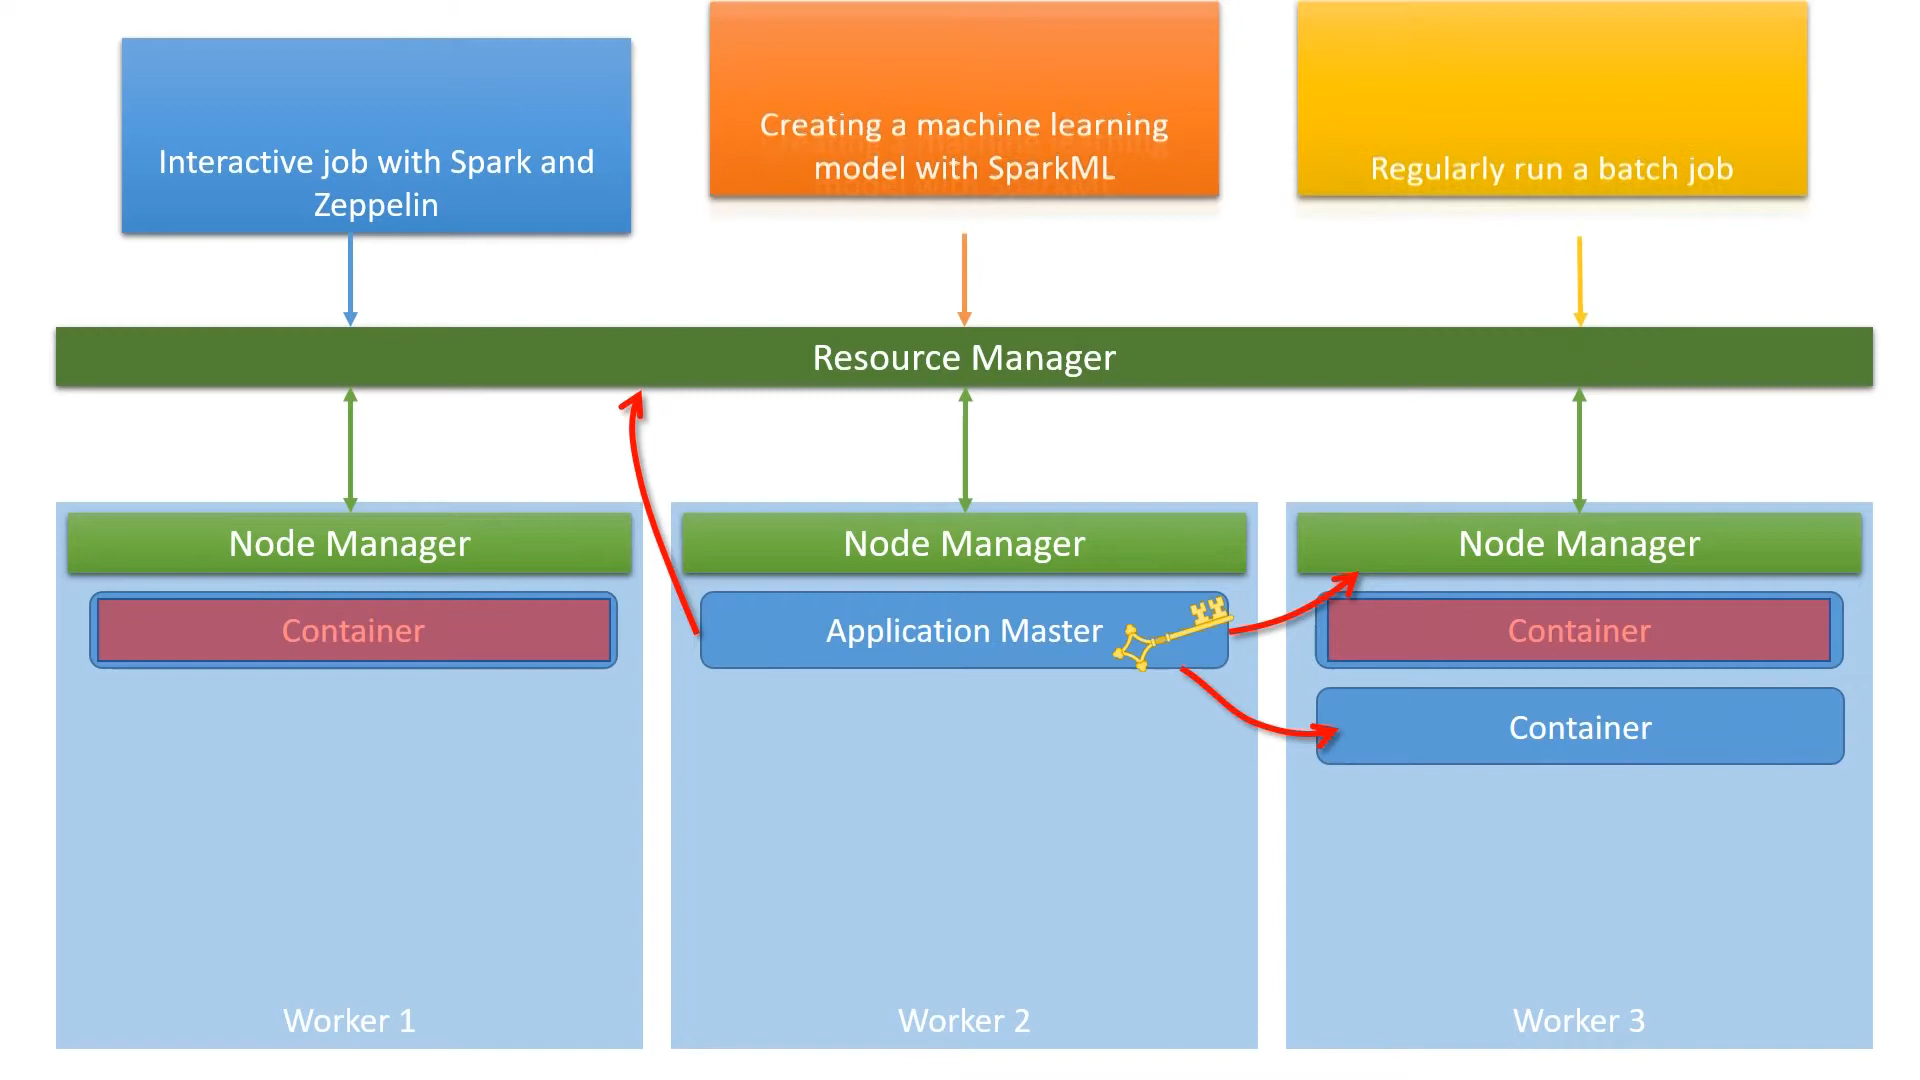 Interactive job with Spark and
Zeppelin
Creating a machine learning
model with SparkML
Regularly run a batch job
Resource Manager
Node Manager
Node Manager
Node Manager
Container
Application Master
Container
Container
Worker 1
Worker 2
Worker 3